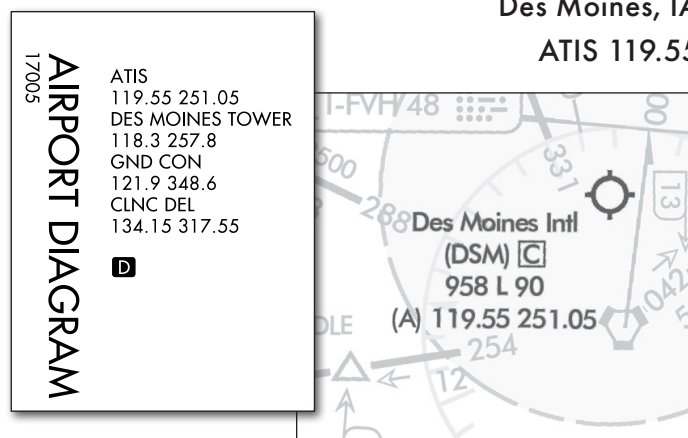 Des Moines, IA
ATIS 119.55
AIRPORT DIAGRAM
17005
ATIS
119.55 251.05
DES MOINES TOWER
118.3 257.8
GND CON
121.9 348.6
CLNC DEL
134.15 317.55
D
T-FVH/48
500
288
331
00
13
Des Moines Intl
(DSM) C
958 L 90
(A) 119.55 251.05
042
254
12